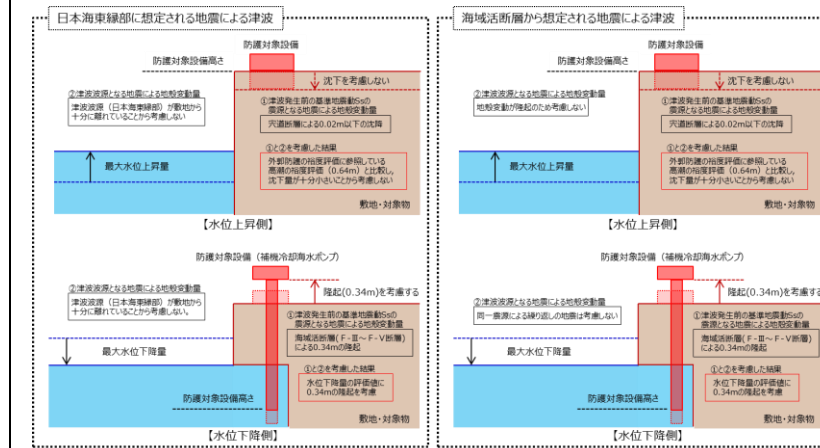 日本海東縁部に想定される地震による津波
防護対象設備
防護対象設備高さ
沈下を考慮しない
②津波波源となる地震による地殻変動量
津波波源（日本海東縁部）が敷地から
十分に離れていることから考慮しない
①津波発生前の基準地震動Ssの
震源となる地震による地殻変動量
宍道断層による0.02m以下の沈降
最大水位上昇量
①と②を考慮した結果
外郭防護の裕度評価に参照している
高潮の裕度評価（0.64m）と比較し、
沈下量が十分小さいことから考慮しない
敷地・対象物
【水位上昇側】
防護対象設備（補機冷却海水ポンプ）
隆起(0.34m)を考慮する
②津波波源となる地震による地殻変動量
津波波源（日本海東縁部）が敷地から
十分に離れていることから考慮しない。
①津波発生前の基準地震動Ssの
震源となる地震による地殻変動量
海域活断層(Ｆ-Ⅲ～Ｆ-Ⅴ断層)
による0.34mの隆起
最大水位下降量
①と②を考慮した結果
水位下降量の評価値に
0.34mの隆起を考慮
防護対象設備高さ
敷地・対象物
【水位下降側】
海域活断層から想定される地震による津波
防護対象設備
防護対象設備高さ
沈下を考慮しない
②津波波源となる地震による地殻変動量
地殻変動が隆起のため考慮しない
①津波発生前の基準地震動Ssの
震源となる地震による地殻変動量
宍道断層による0.02m以下の沈降
最大水位上昇量
①と②を考慮した結果
外郭防護の裕度評価に参照している
高潮の裕度評価（0.64m）と比較し、
沈下量が十分小さいことから考慮しない
敷地・対象物
【水位上昇側】
防護対象設備（補機冷却海水ポンプ）
隆起(0.34m)を考慮する
②津波波源となる地震による地殻変動量
同一震源による繰り返しの地震は考慮しない
①津波発生前の基準地震動Ssの
震源となる地震による地殻変動量
海域活断層(Ｆ-Ⅲ～Ｆ-Ⅴ断層)
による0.34mの隆起
最大水位下降量
①と②を考慮した結果
水位下降量の評価値に
0.34mの隆起を考慮
防護対象設備高さ
敷地・対象物
【水位下降側】